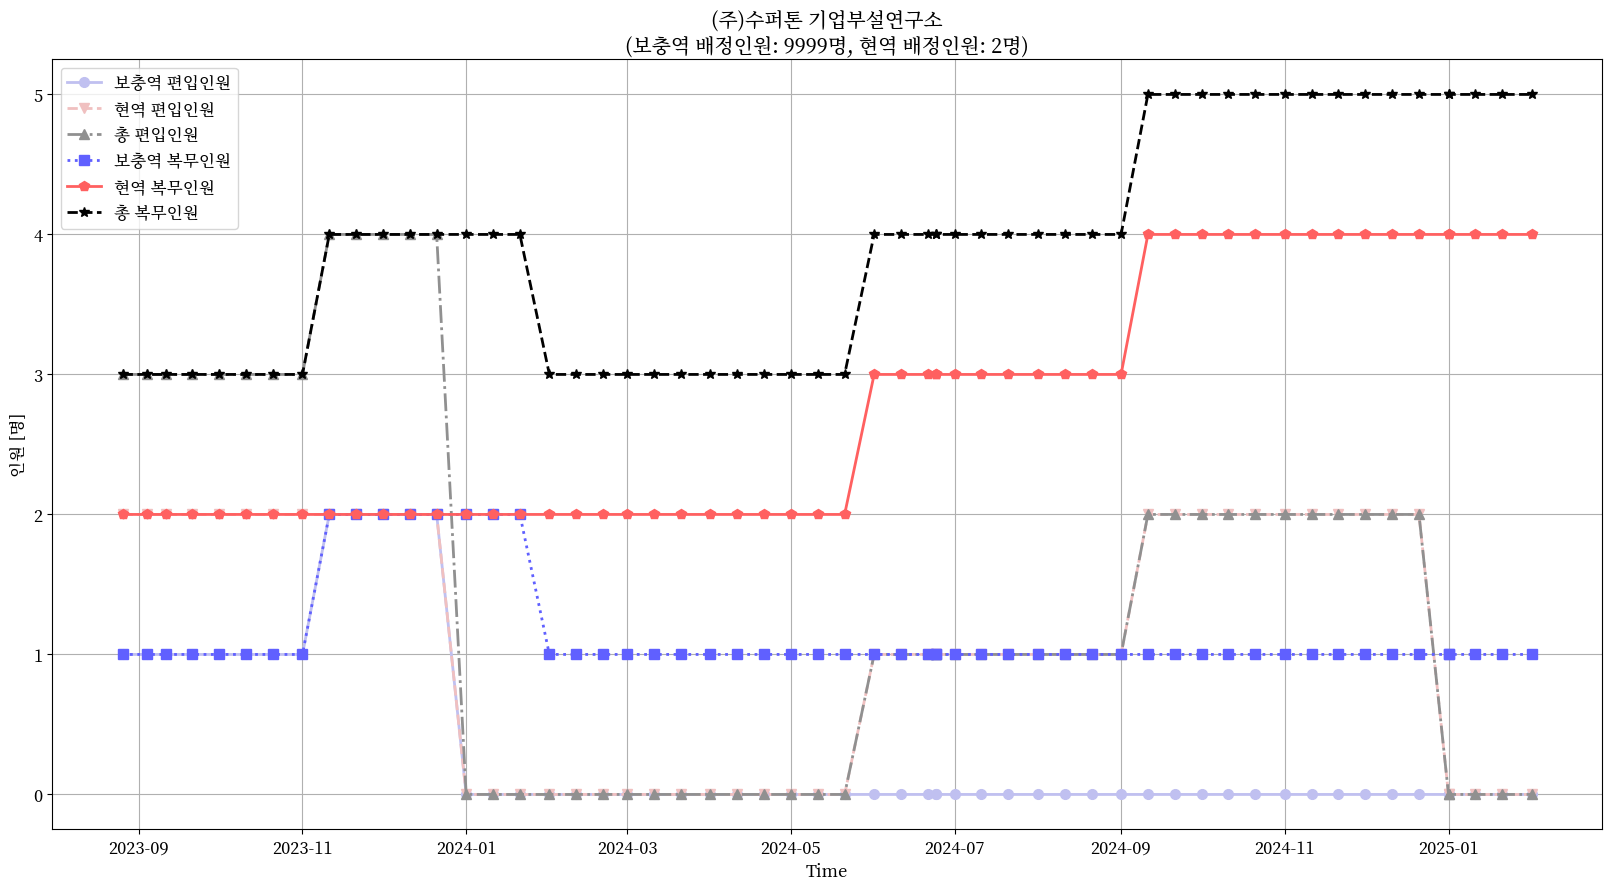 (주)수퍼톤 기업부설연구소
(보충역 배정인원: 9999명, 현역 배정인원: 2명)
보충역 편입인원
현역 편입인원
총 편입인원
보충역 복무인원
현역 복무인원
총 복무인원
인원 [명]
5
4
3
2
1
0
2023-09
2023-11
2024-01
2024-03
2024-05
2024-07
2024-09
2024-11
2025-01
Time